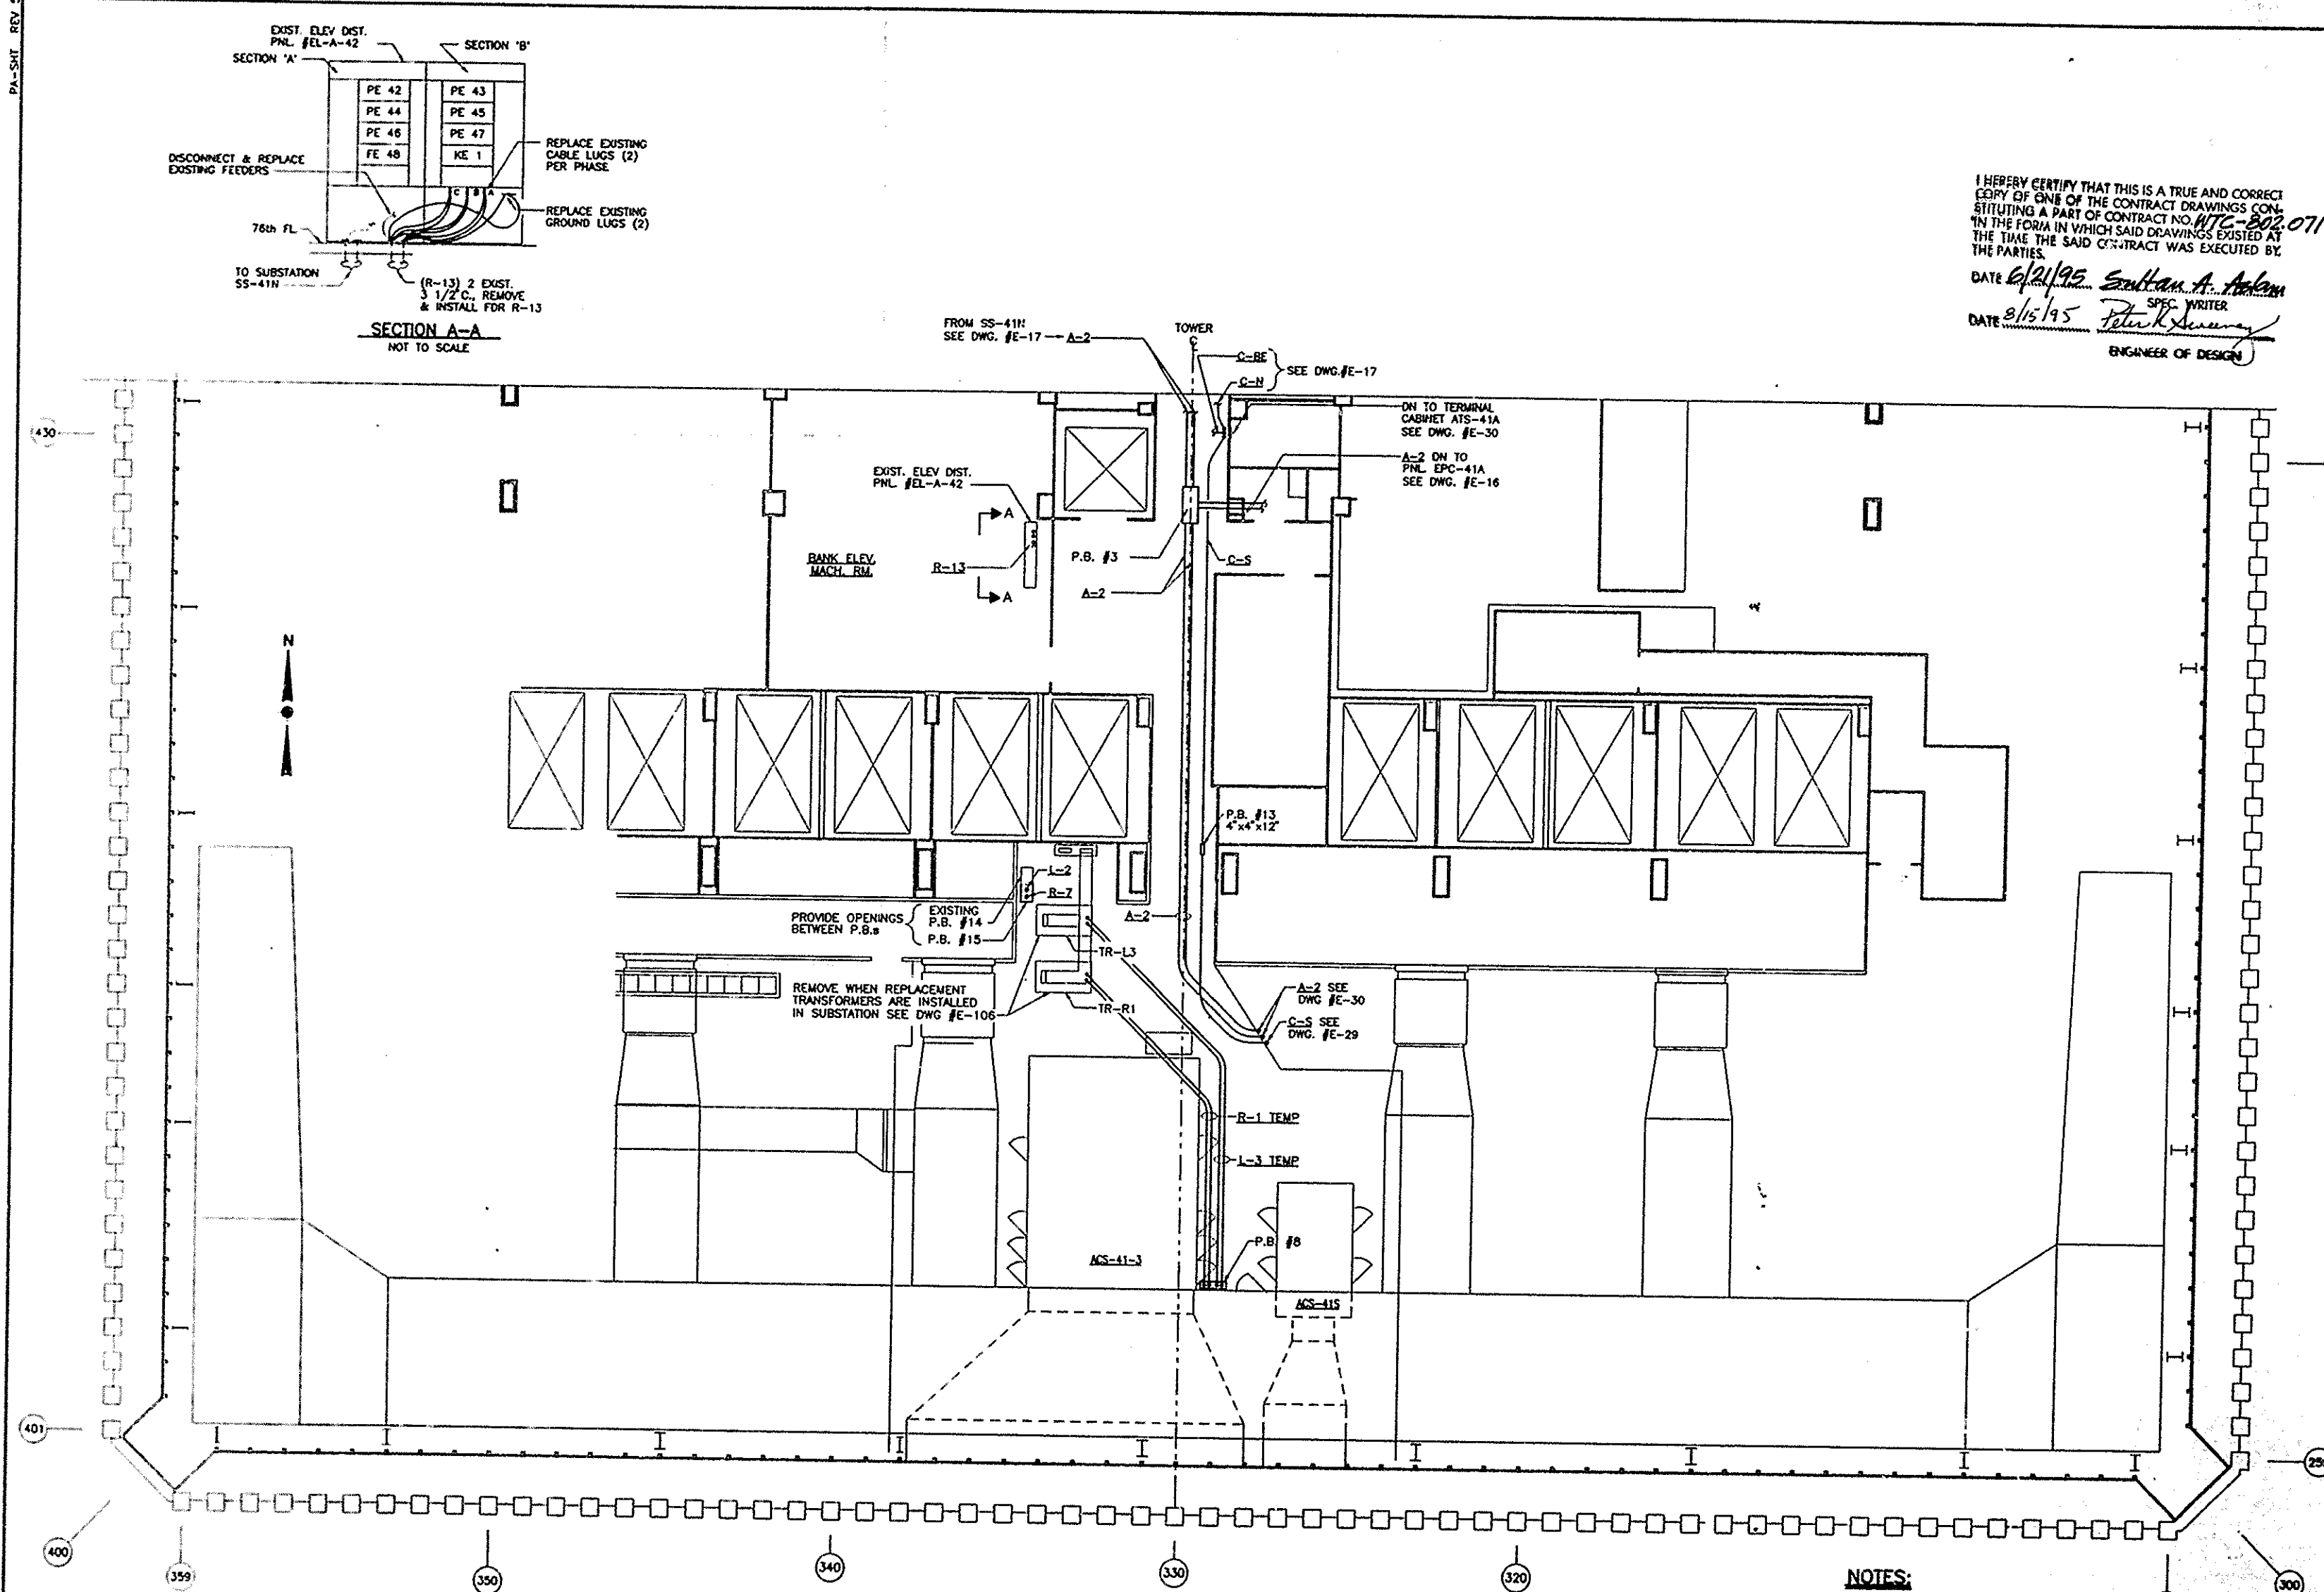 PA-SHT REV
EXIST. ELEV DIST.
PNL. #EL-A-42
SECTION 'B'
SECTION 'A'
PE 42
PE 43
PE 44
PE 45
PE 46
PE 47
FE 48
KE 1
C B A
DISCONNECT & REPLACE
EXISTING FEEDERS
REPLACE EXISTING
CABLE LUGS (2)
PER PHASE
REPLACE EXISTING
GROUND LUGS (2)
76th FL
TO SUBSTATION
SS-41N
(R-13) 2 EXIST.
3 1/2"C., REMOVE
& INSTALL FOR R-13
SECTION A-A
NOT TO SCALE
I HEREBY CERTIFY THAT THIS IS A TRUE AND CORRECT
COPY OF ONE OF THE CONTRACT DRAWINGS CON-
STITUTING A PART OF CONTRACT NO. WTC-802.071
IN THE FORM IN WHICH SAID DRAWINGS EXISTED AT
THE TIME THE SAID CONTRACT WAS EXECUTED BY
THE PARTIES.
DATE 6/21/95 Sultan A.
SPEC. WRITER
DATE 8/15/95 Peter K Sweeney
ENGINEER OF DESIGN
FROM SS-41N
SEE DWG. #E-17
A-2
TOWER
C-BE
C-N
SEE DWG.#E-17
DN TO TERMINAL
CABINET ATS-41A
SEE DWG. #E-30
A-2 DN TO
PNL EPC-41A
SEE DWG. #E-16
430
EXIST. ELEV DIST.
PNL #EL-A-42
A
BANK ELEV.
MACH. RM.
R-13
A
P.B. #3
A-2
C-S
N
P.B. #13
4"x4"x12"
L-2
R-7
PROVIDE OPENINGS
BETWEEN P.B.s
EXISTING
P.B. #14
P.B. #15
A-2
TR-L3
REMOVE WHEN REPLACEMENT
TRANSFORMERS ARE INSTALLED
IN SUBSTATION SEE DWG #E-106
TR-R1
A-2 SEE
DWG #E-30
C-S SEE
DWG. #E-29
R-1 TEMP
L-3 TEMP
P.B. #8
ACS-41-3
ACS-41S
401
400
359
350
340
330
320
300
NOTES: